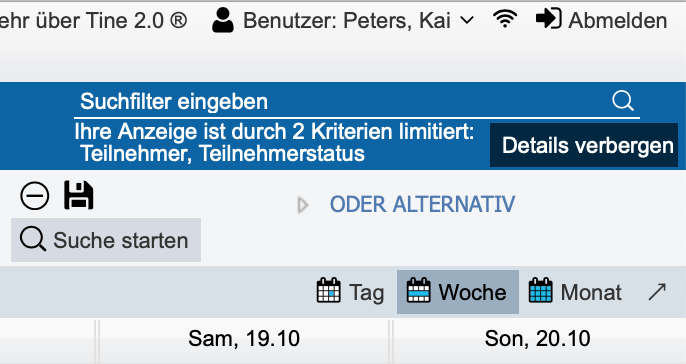 ehr über Tine 2.0 ® Benutzer: Peters, Kai Abmelden
Suchfilter eingeben
Ihre Anzeige ist durch 2 Kriterien limitiert:
Teilnehmer, Teilnehmerstatus
Details verbergen
ODER ALTERNATIV
Suche starten
Tag Woche Monat
Sam, 19.10 Son, 20.10